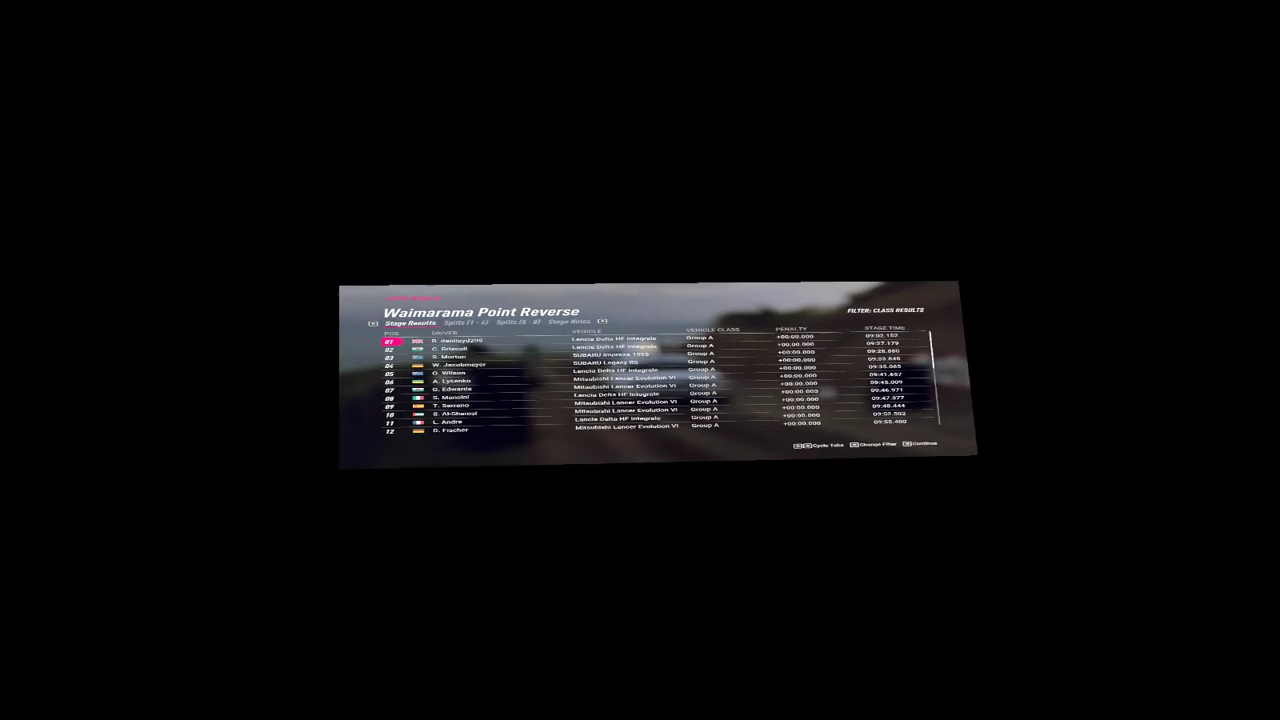 Waimarama Point Reverse
FILTER: CLASS RESULTS
Stage Results Splits (1 - 4) Splits (5 - 8) Stage Notes
POS DRIVER VEHICLE VEHICLE CLASS PENALTY STAGE TIME
01 Lancia Delta HF Integrale Group A +00:00.000 09:02.152
02 C. Driscoll Lancia Delta HF Integrale Group A +00:00.000 09:27.179
03 S. Morton SUBARU Impreza 1995 Group A +00:00.000
04 W. Jacobmeyer SUBARU Legacy RS Group A +00:00.000
05 O. Wilson Lancia Delta HF Integrale Group A +00:00.000 09:35.065
06 A. Lysenko Mitsubishi Lancer Evolution VI Group A +00:00.000 09:41.657
07 G. Edwards Mitsubishi Lancer Evolution VI Group A +00:00.000 09:45.009
08 S. Mancini Lancia Delta HF Integrale Group A +00:00.000 09:46.971
09 T. Serrano Mitsubishi Lancer Evolution VI Group A +00:00.000 09:47.377
10 S. Al-Shamsi Mitsubishi Lancer Evolution VI Group A +00:00.000 09:48.444
11 L. Andre Lancia Delta HF Integrale Group A +00:00.000 09:52.502
12 D. Fischer Mitsubishi Lancer Evolution VI Group A +00:00.000 09:55.400
Cycle Tabs Change Filter Continue